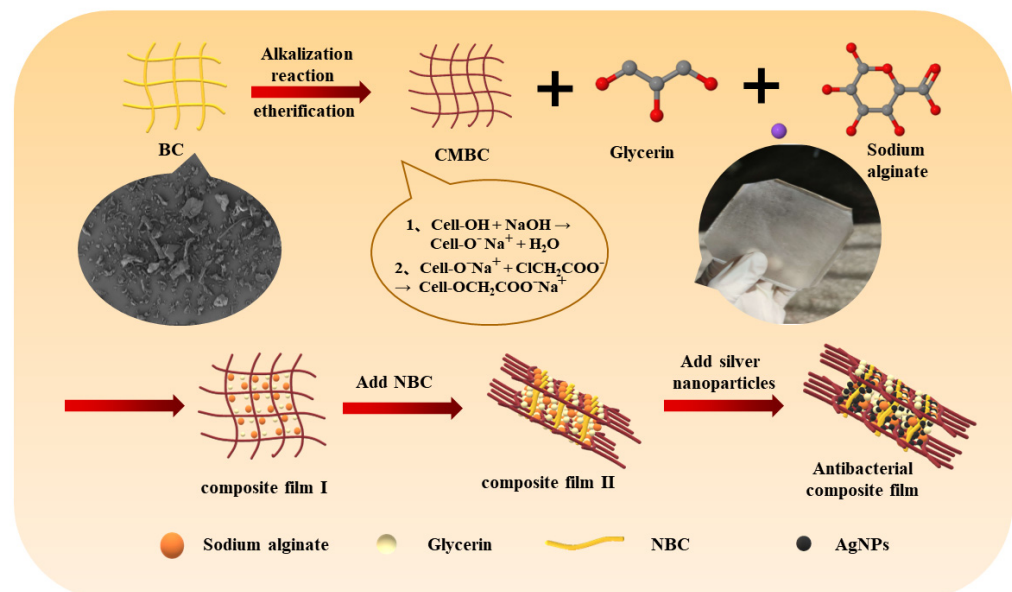 Alkalization
reaction
etherification
BC
CMBC
Glycerin
Sodium
alginate
1、Cell-OH + NaOH →
Cell-O⁻Na⁺ + H₂O
2、Cell-O⁻Na⁺ + ClCH₂COO⁻
→ Cell-OCH₂COO⁻Na⁺
Add NBC
Add silver
nanoparticles
composite film I
composite film II
Antibacterial
composite film
Sodium alginate
Glycerin
NBC
AgNPs